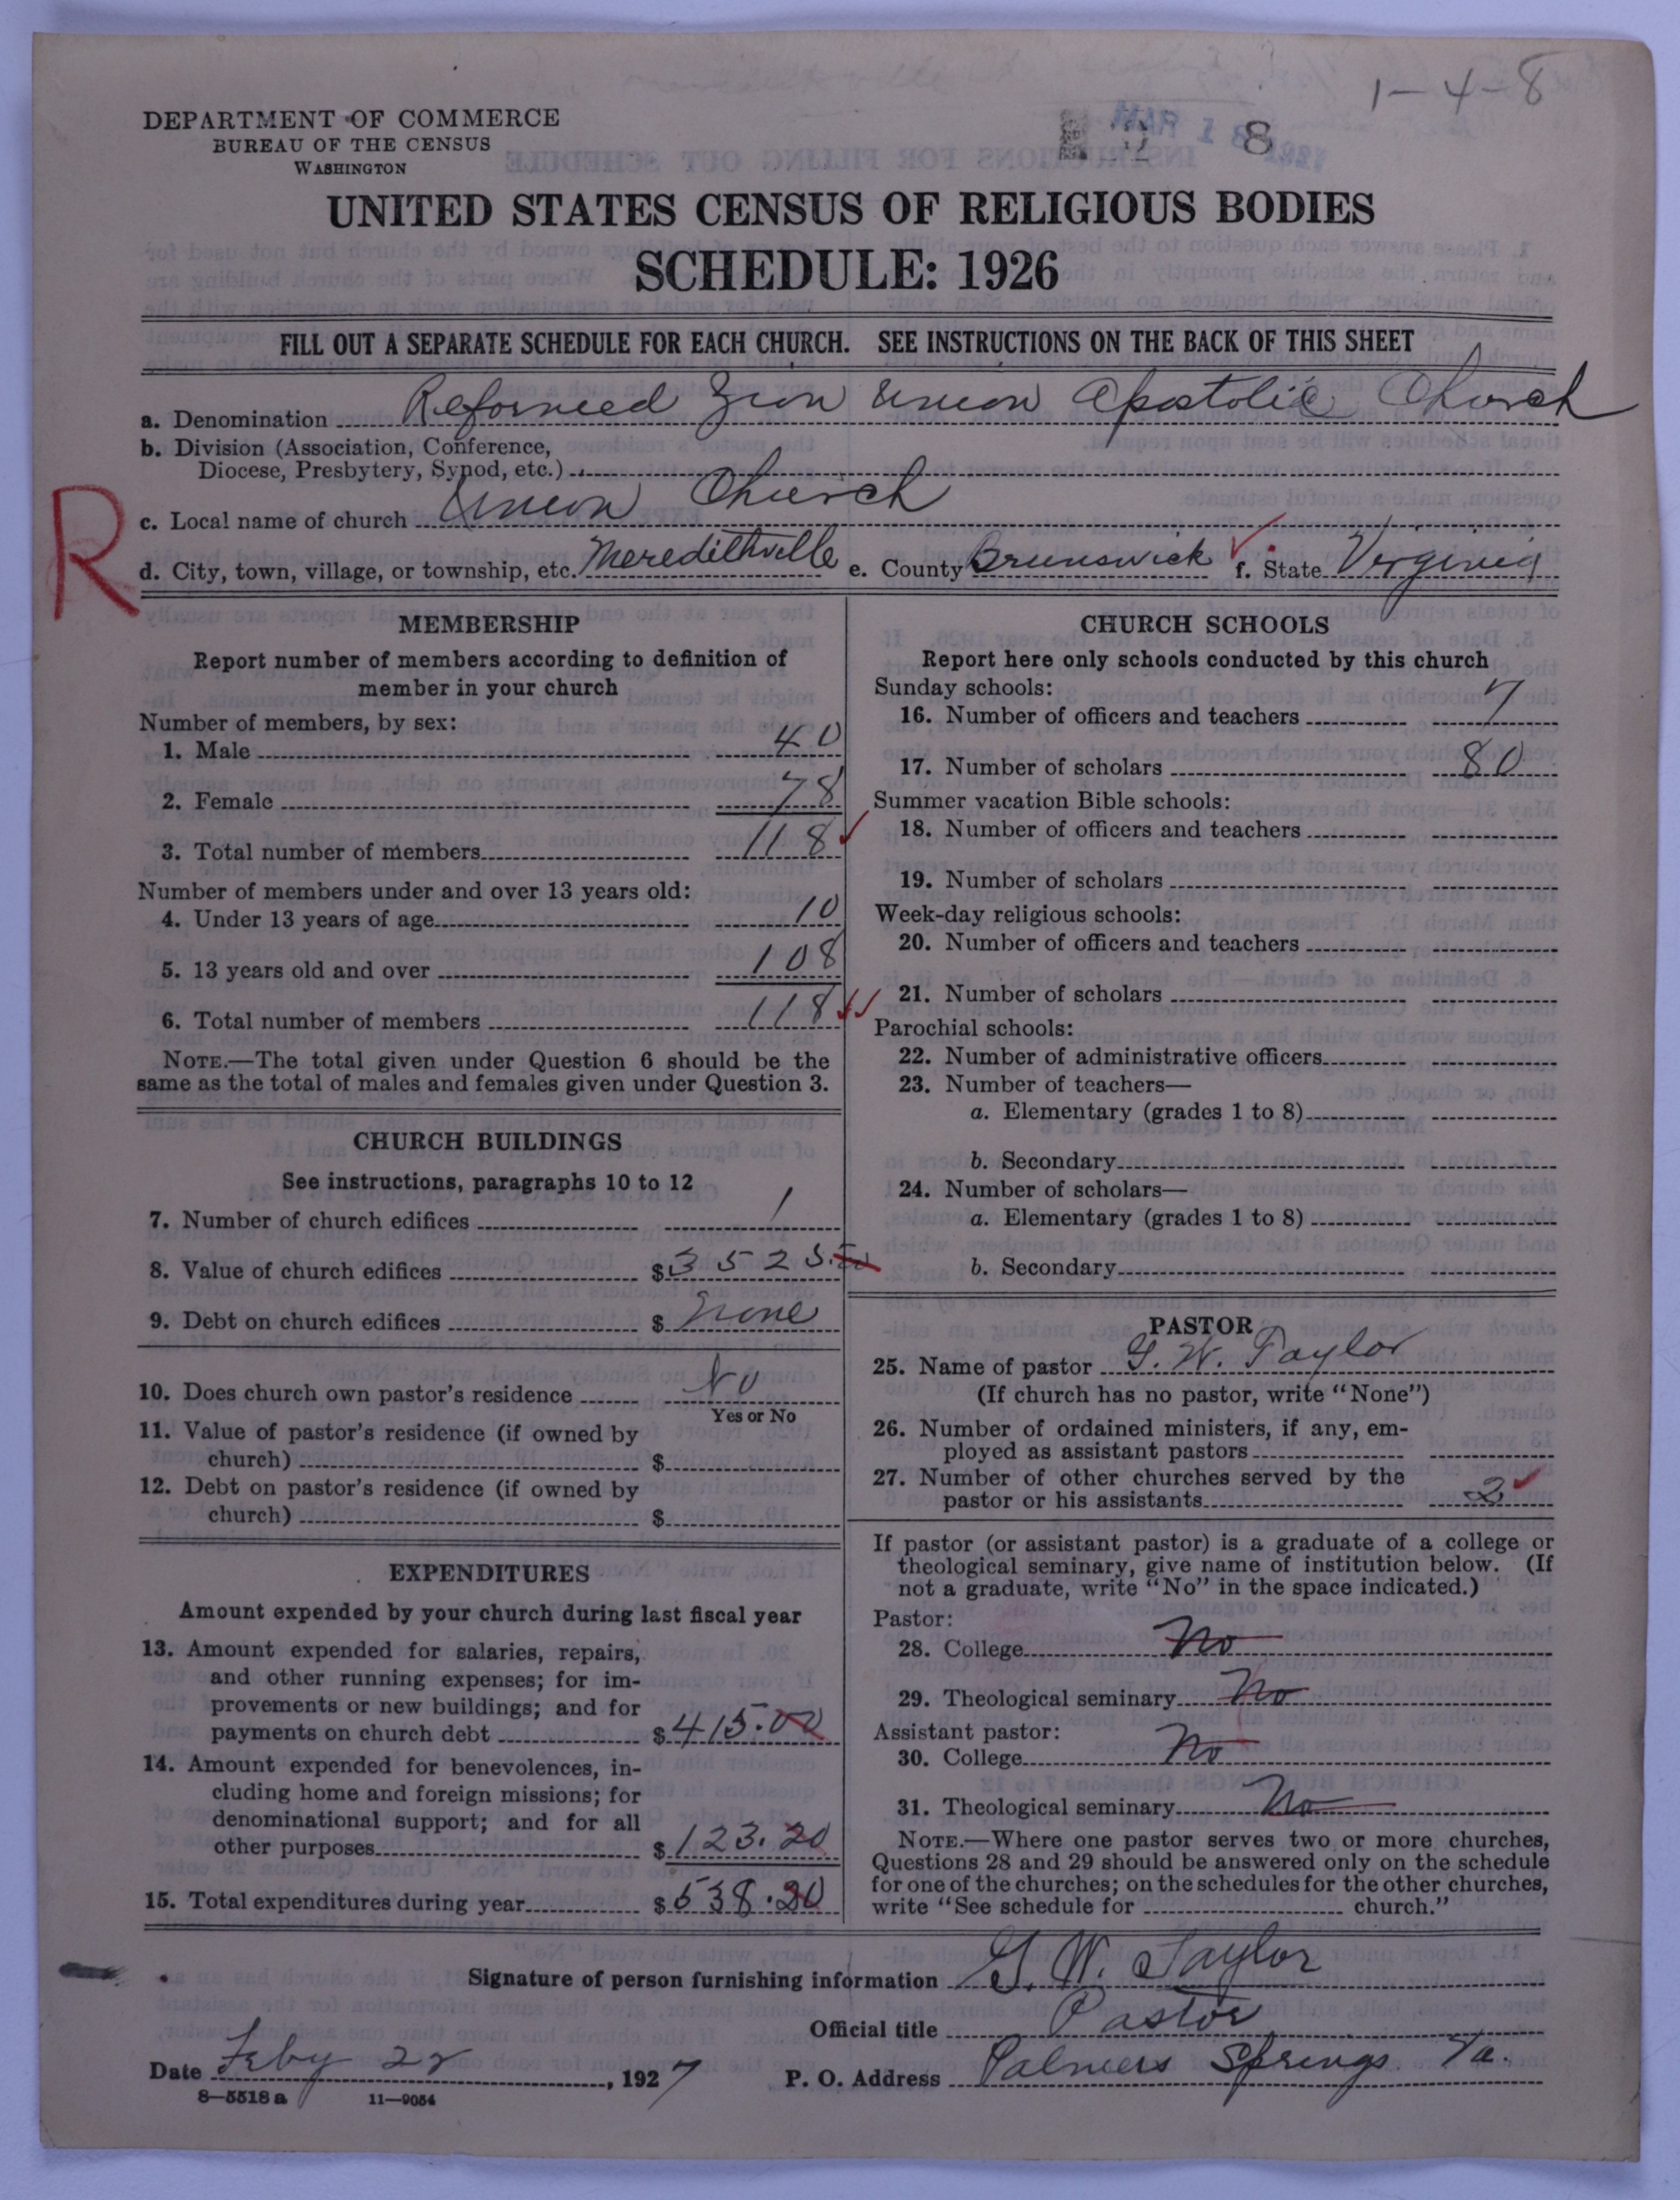 1-4-8
MAR 18 1927
8
DEPARTMENT OF COMMERCE
BUREAU OF THE CENSUS
WASHINGTON
UNITED STATES CENSUS OF RELIGIOUS BODIES
SCHEDULE: 1926
FILL OUT A SEPARATE SCHEDULE FOR EACH CHURCH. SEE INSTRUCTIONS ON THE BACK OF THIS SHEET
a. Denomination Reformed Zion Union Apostolic Church
b. Division (Association, Conference,
Diocese, Presbytery, Synod, etc.)
R
c. Local name of church Union Church
d. City, town, village, or township, etc. Meredithville e. County Brunswick f. State Virginia
MEMBERSHIP
Report number of members according to definition of
member in your church
Number of members, by sex:
1. Male 40
2. Female 78
3. Total number of members 118
Number of members under and over 13 years old:
4. Under 13 years of age 10
5. 13 years old and over 108
6. Total number of members 118
NOTE.—The total given under Question 6 should be the
same as the total of males and females given under Question 3.
CHURCH BUILDINGS
See instructions, paragraphs 10 to 12
7. Number of church edifices 1
8. Value of church edifices $3525.50
9. Debt on church edifices $ None
10. Does church own pastor's residence No
Yes or No
11. Value of pastor's residence (if owned by
church) $
12. Debt on pastor's residence (if owned by
church) $
EXPENDITURES
Amount expended by your church during last fiscal year
13. Amount expended for salaries, repairs,
and other running expenses; for im-
provements or new buildings; and for
payments on church debt $415.00
14. Amount expended for benevolences, in-
cluding home and foreign missions; for
denominational support; and for all
other purposes $123.20
15. Total expenditures during year $538.20
CHURCH SCHOOLS
Report here only schools conducted by this church
Sunday schools:
16. Number of officers and teachers 7
17. Number of scholars 80
Summer vacation Bible schools:
18. Number of officers and teachers
19. Number of scholars
Week-day religious schools:
20. Number of officers and teachers
21. Number of scholars
Parochial schools:
22. Number of administrative officers
23. Number of teachers—
a. Elementary (grades 1 to 8)
b. Secondary
24. Number of scholars—
a. Elementary (grades 1 to 8)
b. Secondary
PASTOR
25. Name of pastor G. W. Taylor
(If church has no pastor, write "None")
26. Number of ordained ministers, if any, em-
ployed as assistant pastors
27. Number of other churches served by the
pastor or his assistants 2
If pastor (or assistant pastor) is a graduate of a college or
theological seminary, give name of institution below. (If
not a graduate, write "No" in the space indicated.)
Pastor:
28. College No
29. Theological seminary No
Assistant pastor:
30. College No
31. Theological seminary No
NOTE.—Where one pastor serves two or more churches,
Questions 28 and 29 should be answered only on the schedule
for one of the churches; on the schedules for the other churches,
write "See schedule for church."
Signature of person furnishing information G. W. Taylor
Official title Pastor
Date Feby 22, 1927 P. O. Address Palmers Springs Va.
8—5518 a 11—9054